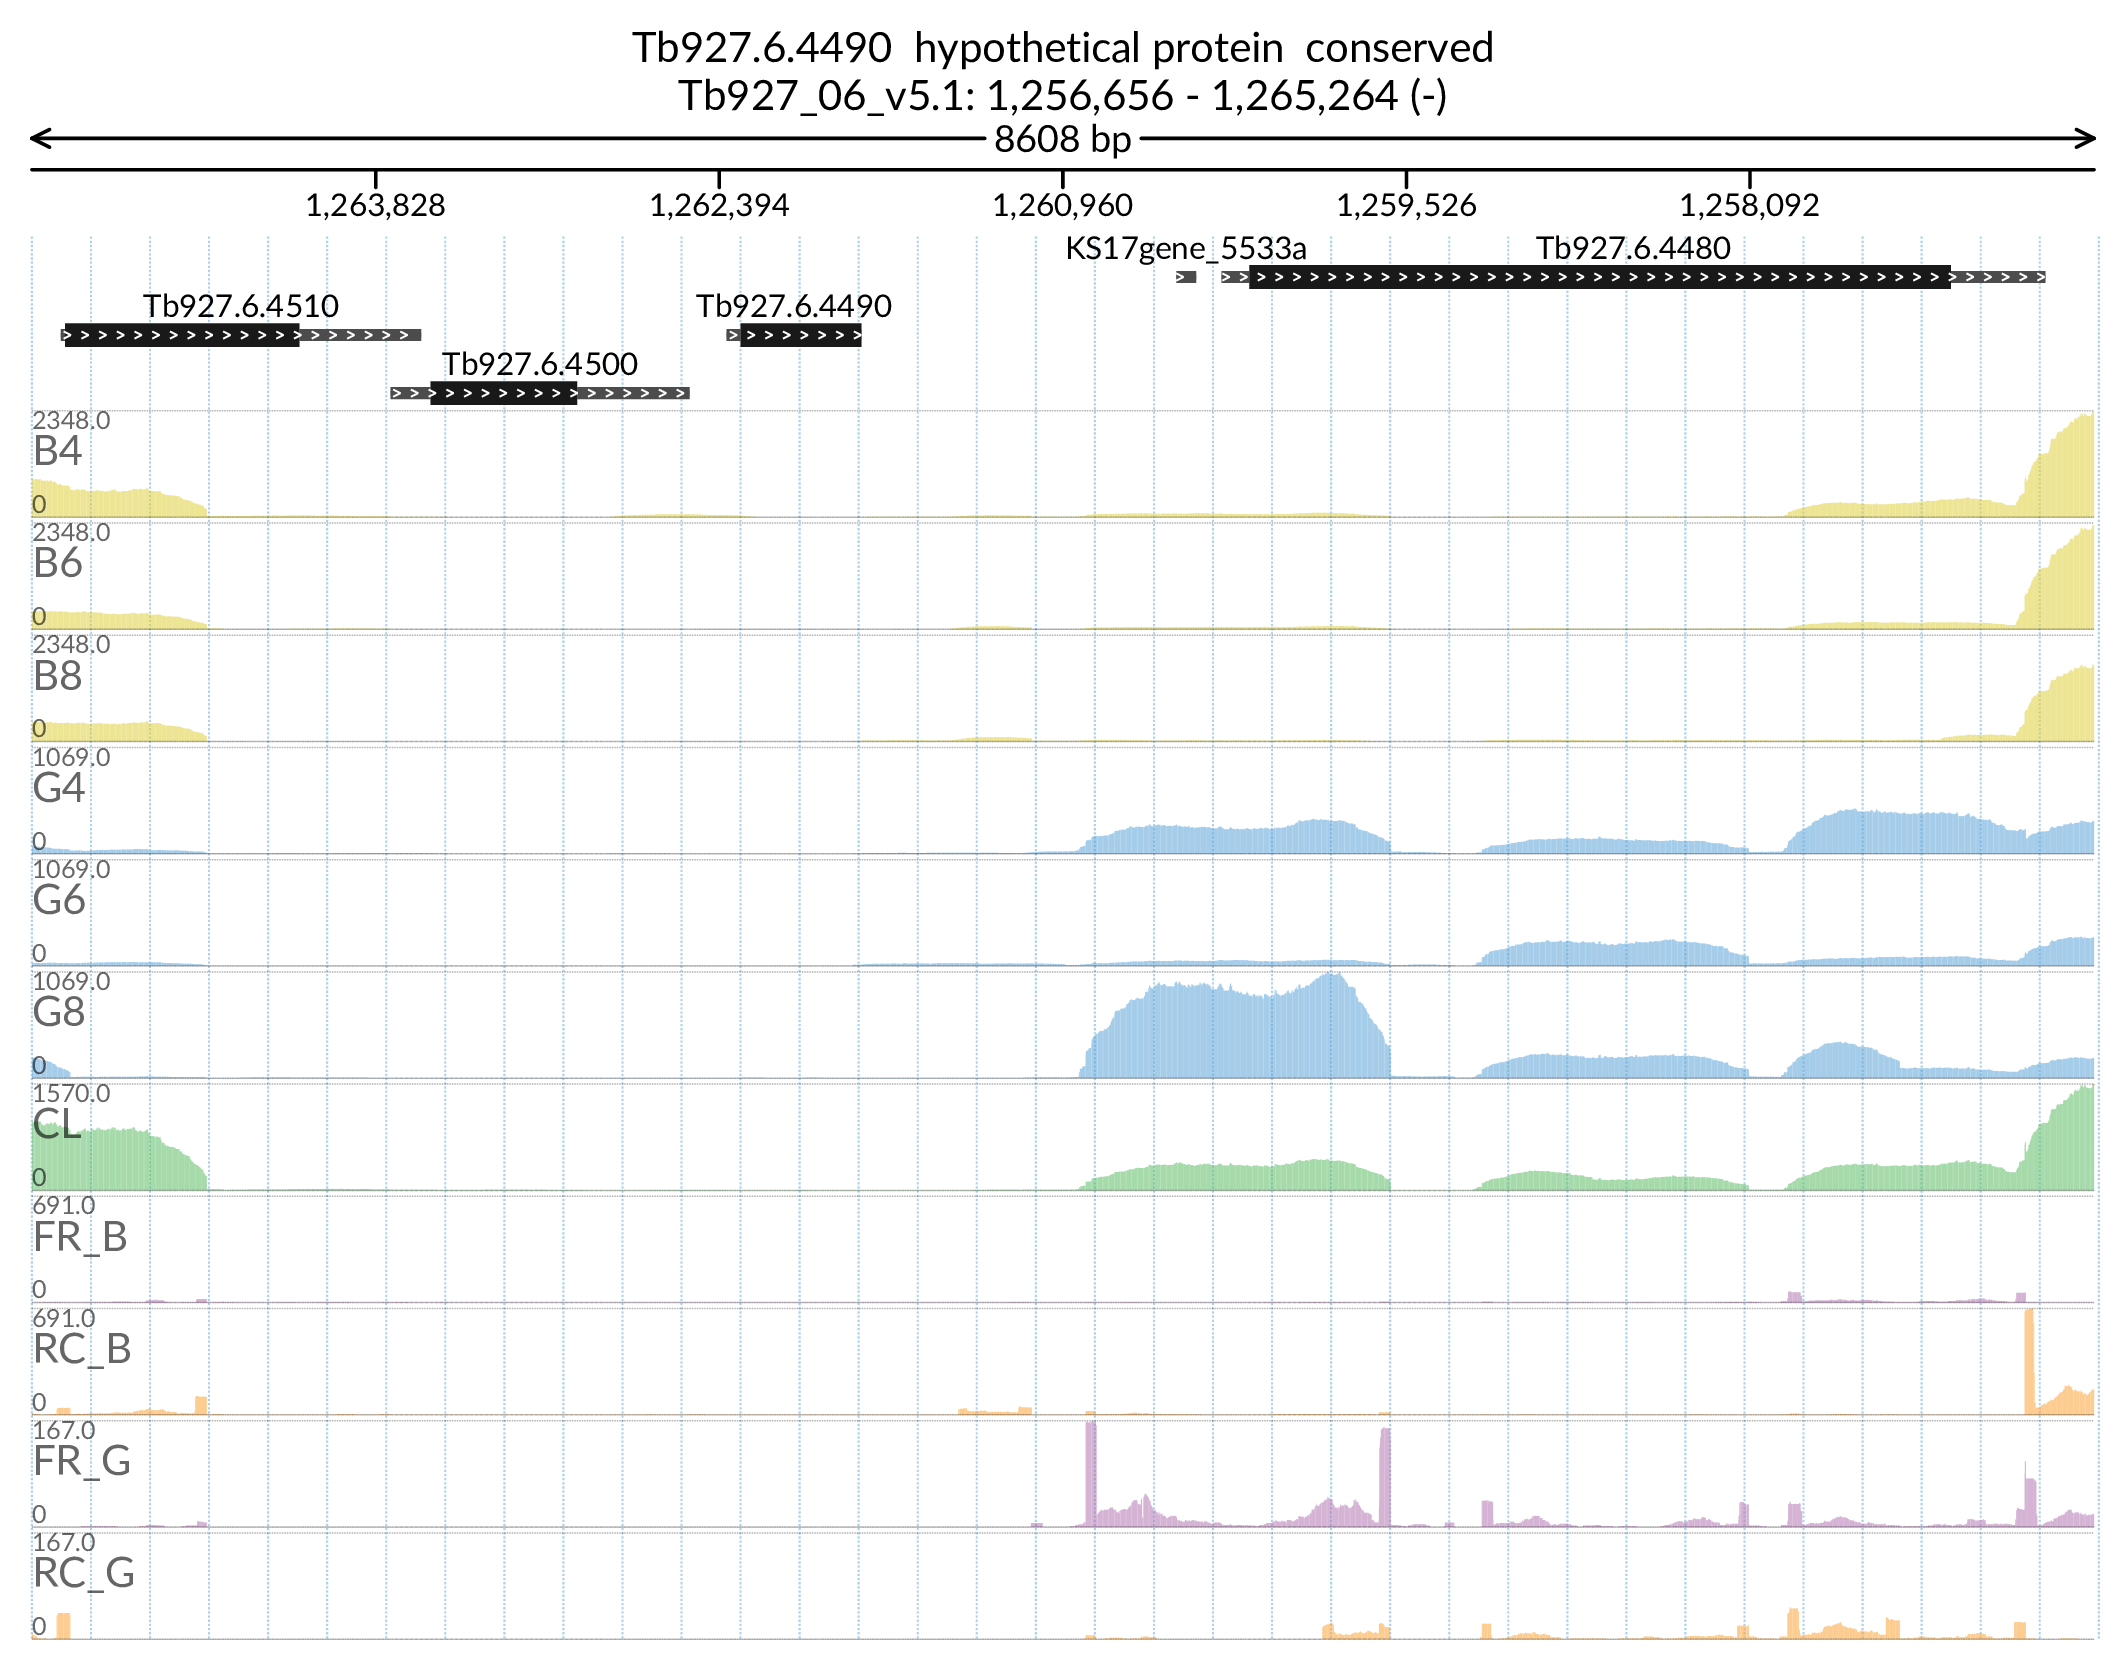 Tb927.6.4490  hypothetical protein  conserved
Tb927_06_v5.1: 1,256,656 - 1,265,264 (-)
8608 bp
1,263,828 1,262,394 1,260,960 1,259,526 1,258,092
KS17gene_5533a Tb927.6.4480
Tb927.6.4510 Tb927.6.4490
Tb927.6.4500
2348.0
B4
0
2348.0
B6
0
2348.0
B8
0
1069.0
G4
0
1069.0
G6
0
1069.0
G8
0
1570.0
CL
0
691.0
FR_B
0
691.0
RC_B
0
167.0
FR_G
0
167.0
RC_G
0